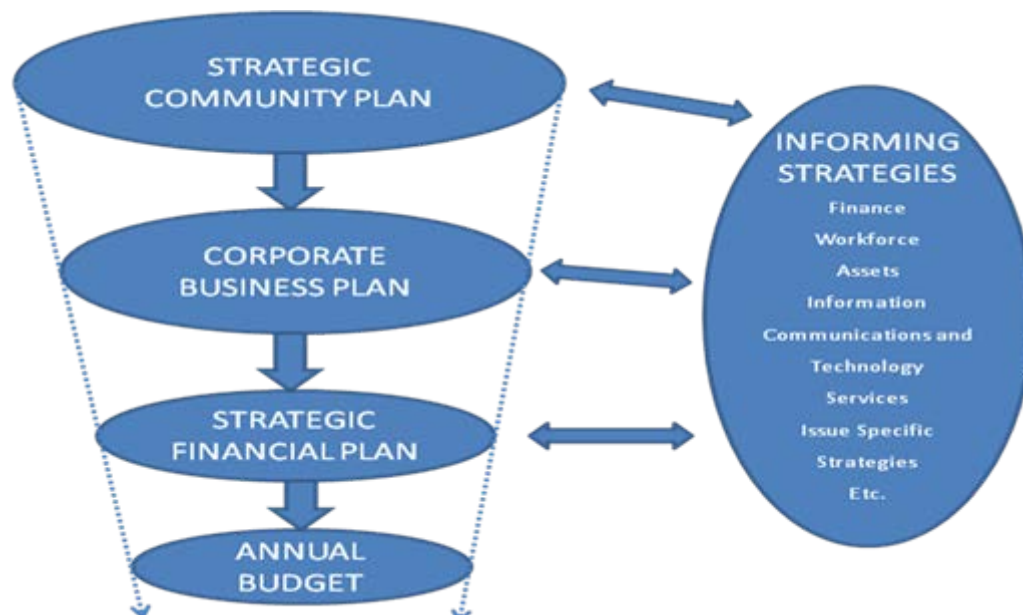 STRATEGIC
COMMUNITY PLAN
CORPORATE
BUSINESS PLAN
STRATEGIC
FINANCIAL PLAN
ANNUAL
BUDGET
INFORMING
STRATEGIES
Finance
Workforce
Assets
Information
Communications and
Technology
Services
Issue Specific
Strategies
Etc.